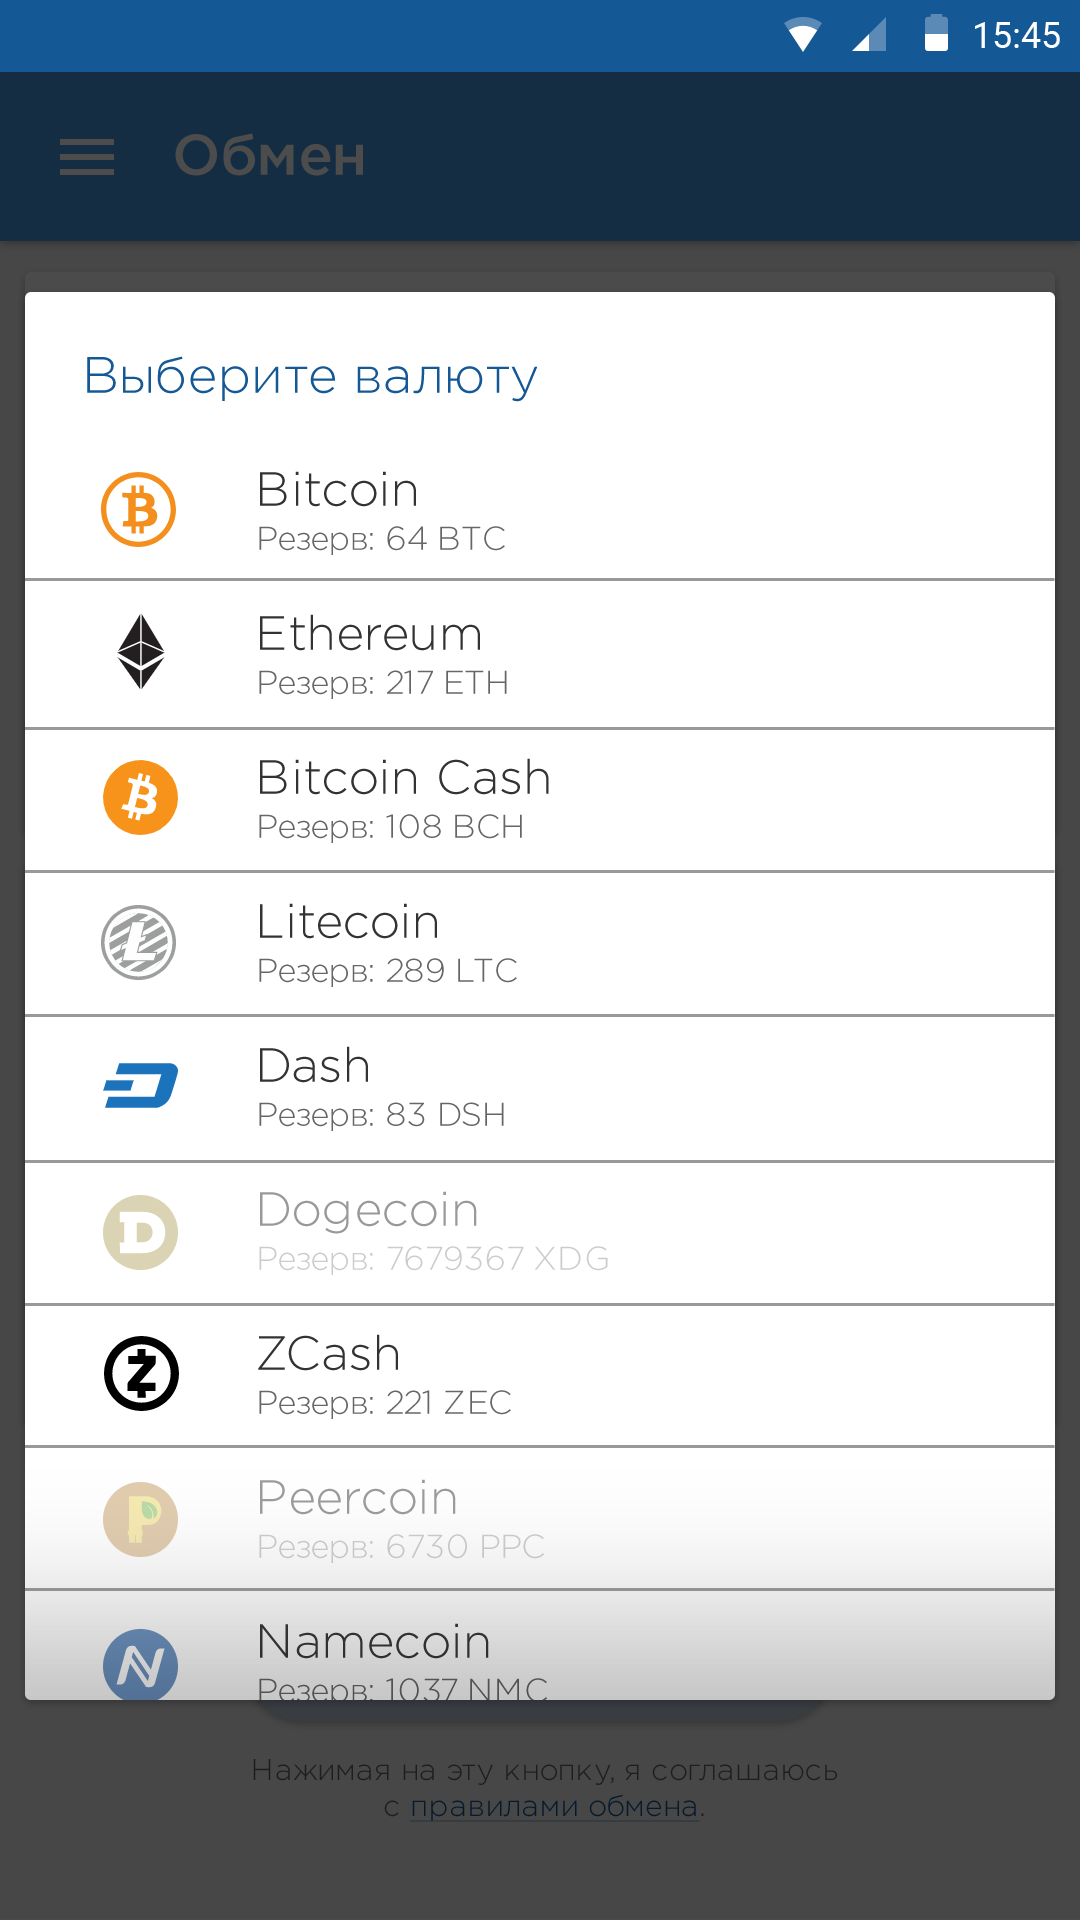 15:45
Обмен
Выберите валюту
Bitcoin
Резерв: 64 BTC
Ethereum
Резерв: 217 ETH
Bitcoin Cash
Резерв: 108 BCH
Litecoin
Резерв: 289 LTC
Dash
Резерв: 83 DSH
Dogecoin
Резерв: 7679367 XDG
ZCash
Резерв: 221 ZEC
Peercoin
Резерв: 6730 PPC
Namecoin
Резерв: 1037 NMC
Нажимая на эту кнопку, я соглашаюсь
с правилами обмена.